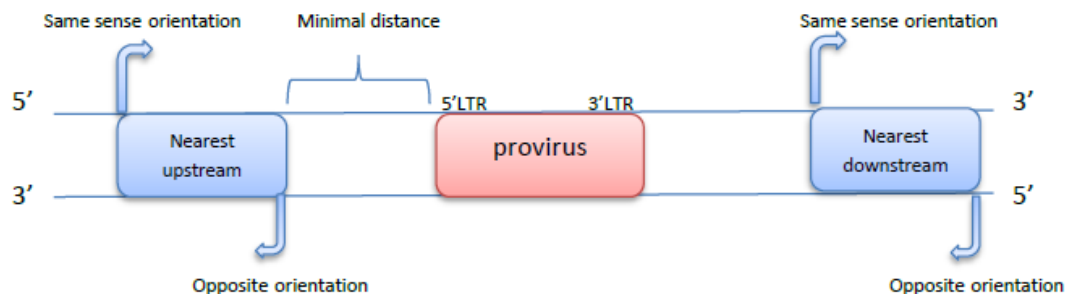 Same sense orientation
Minimal distance
Same sense orientation
5’
5’LTR
3’LTR
3’
Nearest
upstream
provirus
Nearest
downstream
3’
5’
Opposite orientation
Opposite orientation